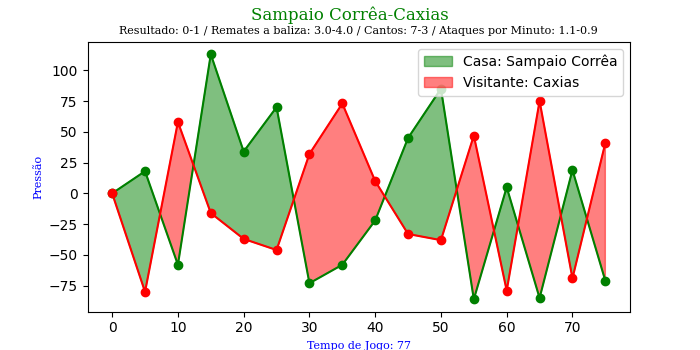 Sampaio Corrêa-Caxias
Resultado: 0-1 / Remates a baliza: 3.0-4.0 / Cantos: 7-3 / Ataques por Minuto: 1.1-0.9
Casa: Sampaio Corrêa
Visitante: Caxias
Pressão
100
75
50
25
0
−25
−50
−75
0 10 20 30 40 50 60 70
Tempo de Jogo: 77